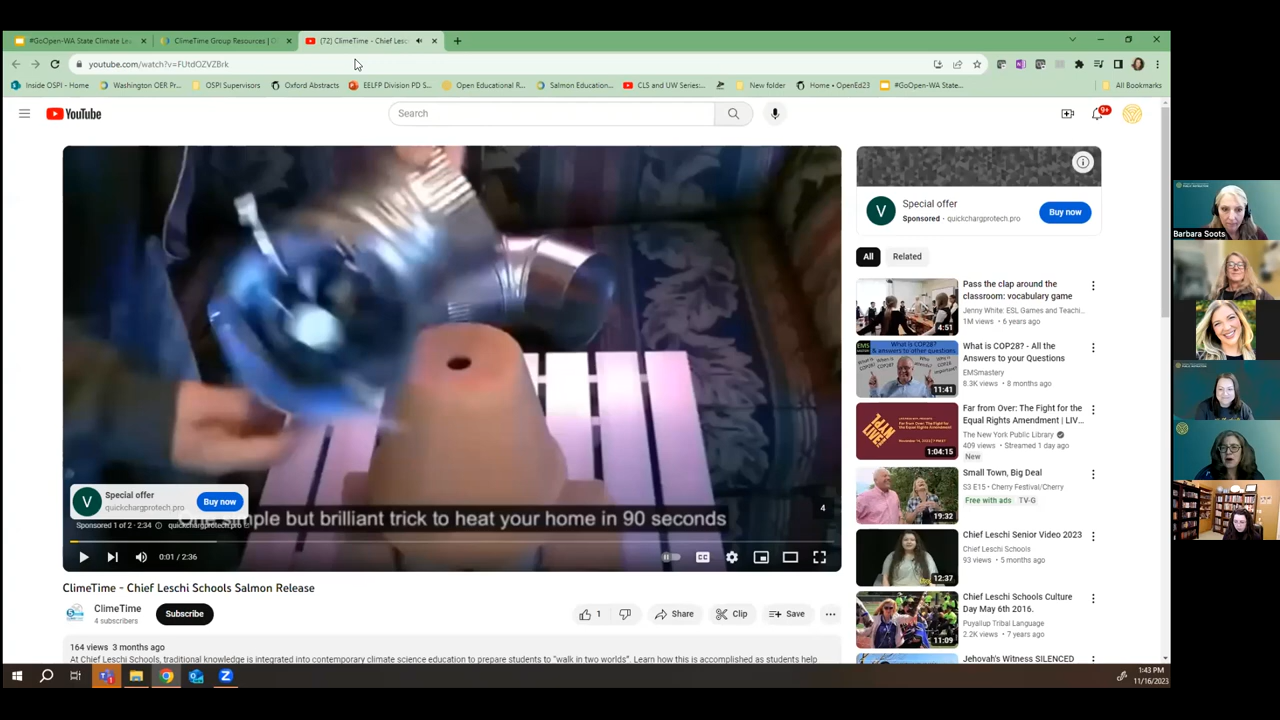 #GoOpen-WA State Climate Le
ClimeTime Group Resources |
(72) ClimeTime - Chief Lesc
youtube.com/watch?v=FUtdOZVZBrk
Inside OSPI - Home
Washington OER Pr...
OSPI Supervisors
Oxford Abstracts
EELFP Division PD S...
Open Educational R...
Salmon Education...
CLS and UW Series:...
New folder
Home • OpenEd23
#GoOpen-WA State...
All Bookmarks
YouTube
Search
9+
Special offer
Sponsored • quickchargprotech.pro
Buy now
All
Related
Pass the clap around the
classroom: vocabulary game
Jenny White: ESL Games and Teachi...
1M views • 6 years ago
4:51
What is COP28? - All the
Answers to your Questions
EMSmastery
8.3K views • 8 months ago
11:41
Far from Over: The Fight for the
Equal Rights Amendment | LIV...
The New York Public Library
409 views • Streamed 1 day ago
New
1:04:15
Small Town, Big Deal
S3 E15 • Cherry Festival/Cherry
Free with ads
TV-G
19:32
Chief Leschi Senior Video 2023
Chief Leschi Schools
93 views • 5 months ago
12:37
Chief Leschi Schools Culture
Day May 6th 2016.
Puyallup Tribal Language
2.2K views • 7 years ago
11:09
Jehovah's Witness SILENCED
Special offer
quickchargprotech.pro
Buy now
Sponsored 1 of 2 • 2:34
quickchargprotech.pro
simple but brilliant trick to heat your home in 90 seconds
4
0:01 / 2:36
ClimeTime - Chief Leschi Schools Salmon Release
ClimeTime
4 subscribers
Subscribe
1
Share
Clip
Save
164 views 3 months ago
At Chief Leschi Schools, traditional knowledge is integrated into contemporary climate science education to prepare students to "walk in two worlds". Learn how this is accomplished as students help
1:43 PM
11/16/2023
Barbara Soots